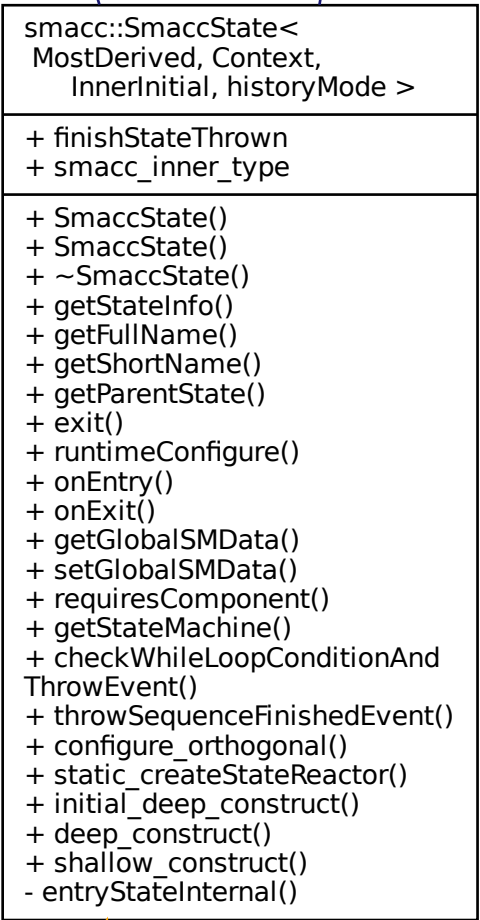 smacc::SmaccState<
MostDerived, Context,
InnerInitial, historyMode >
+ finishStateThrown
+ smacc_inner_type
+ SmaccState()
+ SmaccState()
+ ~SmaccState()
+ getStateInfo()
+ getFullName()
+ getShortName()
+ getParentState()
+ exit()
+ runtimeConfigure()
+ onEntry()
+ onExit()
+ getGlobalSMData()
+ setGlobalSMData()
+ requiresComponent()
+ getStateMachine()
+ checkWhileLoopConditionAnd
ThrowEvent()
+ throwSequenceFinishedEvent()
+ configure_orthogonal()
+ static_createStateReactor()
+ initial_deep_construct()
+ deep_construct()
+ shallow_construct()
- entryStateInternal()